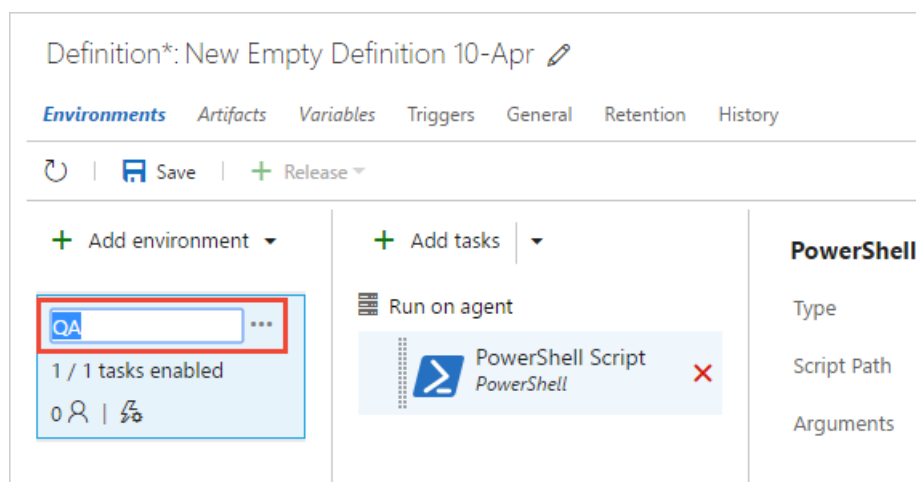 Definition*: New Empty Definition 10-Apr
Environments Artifacts Variables Triggers General Retention History
Save + Release
+ Add environment
+ Add tasks
PowerShell
QA ...
1 / 1 tasks enabled
0
Run on agent
PowerShell Script
PowerShell
Type
Script Path
Arguments